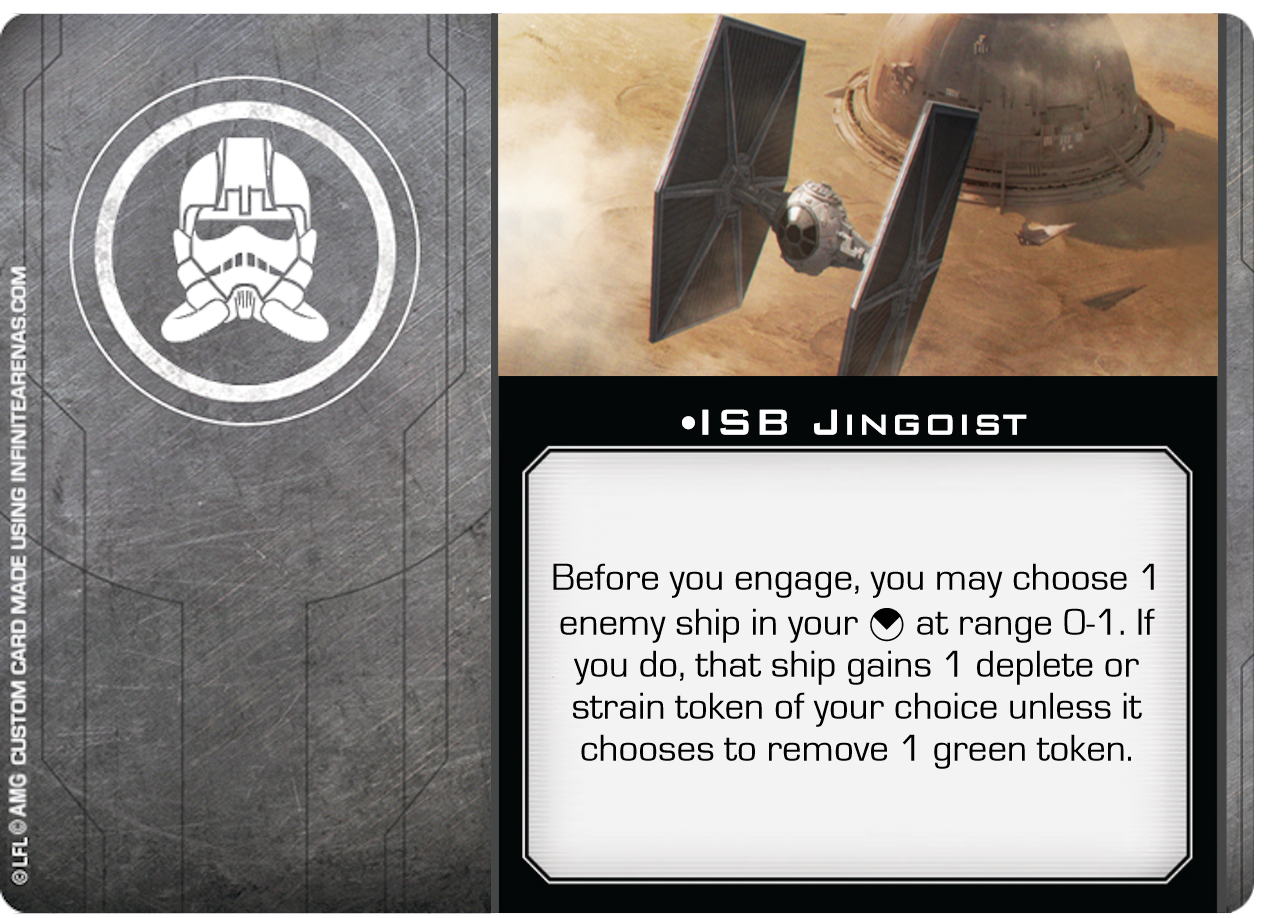 ©LFL ©AMG CUSTOM CARD MADE USING INFINITEARENAS.COM
•ISB JINGOIST
Before you engage, you may choose 1
enemy ship in your at range 0-1. If
you do, that ship gains 1 deplete or
strain token of your choice unless it
chooses to remove 1 green token.